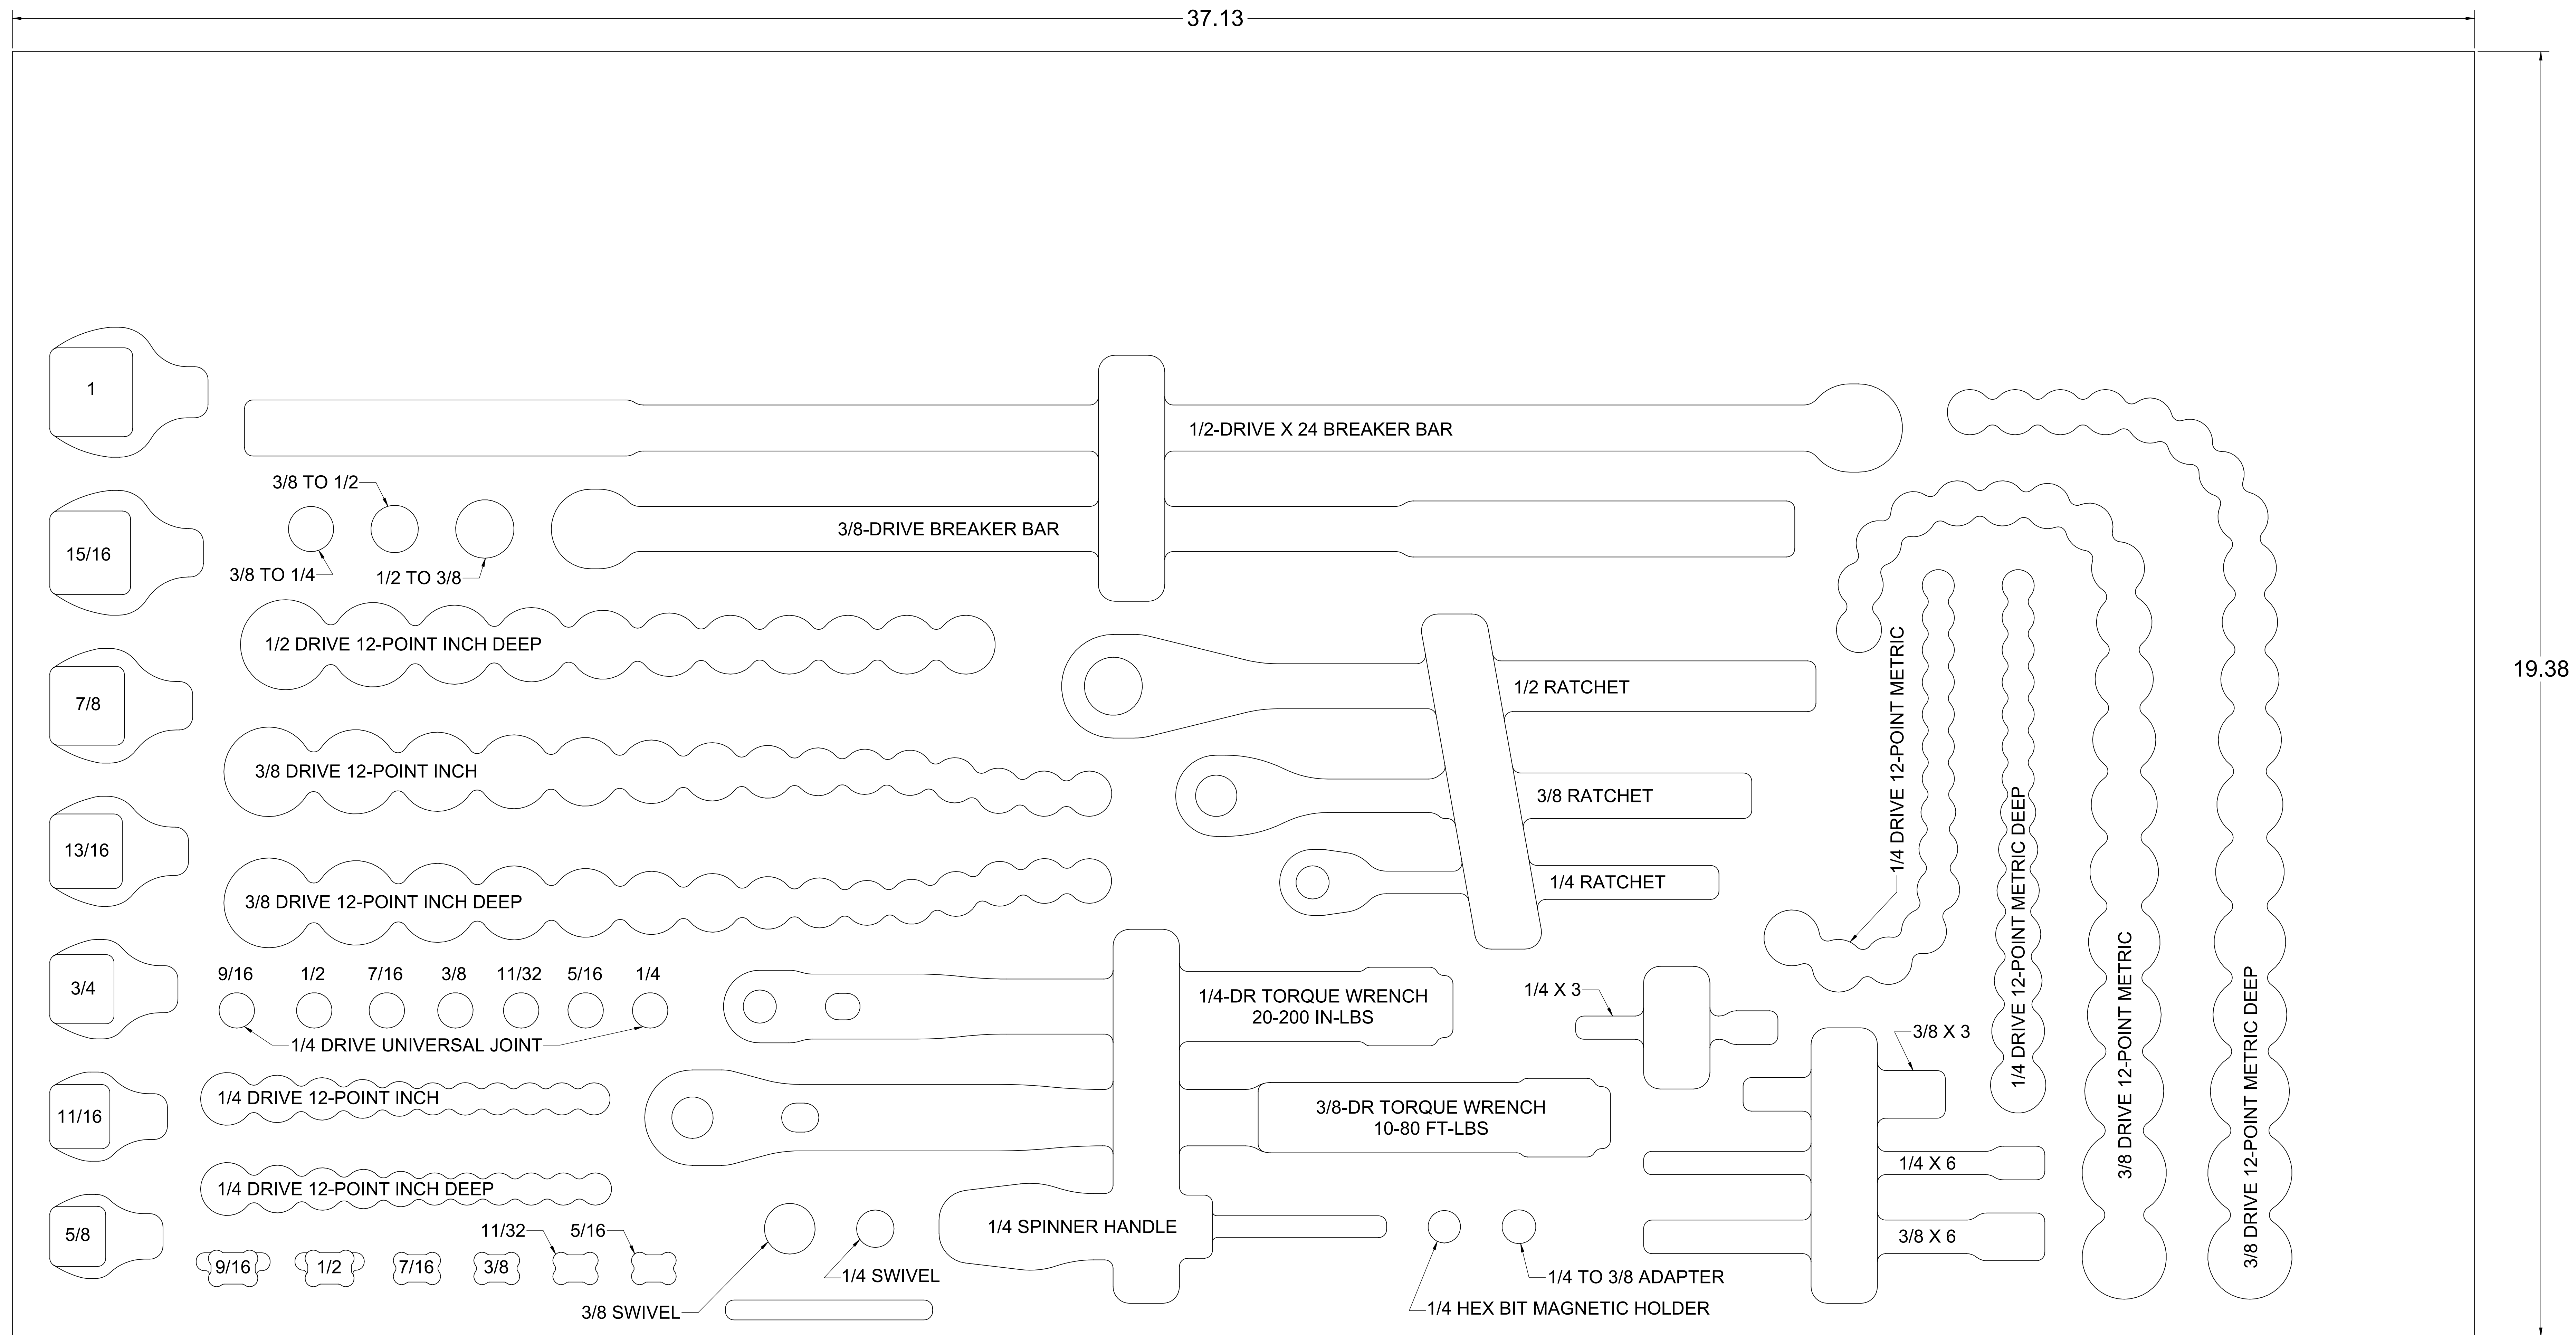 37.13
19.38
1
1/2-DRIVE X 24 BREAKER BAR
3/8 TO 1/2
15/16
3/8-DRIVE BREAKER BAR
3/8 TO 1/4
1/2 TO 3/8
1/2 DRIVE 12-POINT INCH DEEP
7/8
1/2 RATCHET
3/8 DRIVE 12-POINT INCH
3/8 RATCHET
13/16
1/4 RATCHET
3/8 DRIVE 12-POINT INCH DEEP
1/4 DRIVE 12-POINT METRIC
1/4 DRIVE 12-POINT METRIC DEEP
3/8 DRIVE 12-POINT METRIC
3/8 DRIVE 12-POINT METRIC DEEP
3/4
9/16
1/2
7/16
3/8
11/32
5/16
1/4
1/4 DRIVE UNIVERSAL JOINT
1/4-DR TORQUE WRENCH
20-200 IN-LBS
1/4 X 3
3/8 X 3
11/16
1/4 DRIVE 12-POINT INCH
3/8-DR TORQUE WRENCH
10-80 FT-LBS
1/4 X 6
1/4 DRIVE 12-POINT INCH DEEP
5/8
11/32
5/16
1/4 SPINNER HANDLE
3/8 X 6
9/16
1/2
7/16
3/8
1/4 SWIVEL
1/4 TO 3/8 ADAPTER
3/8 SWIVEL
1/4 HEX BIT MAGNETIC HOLDER